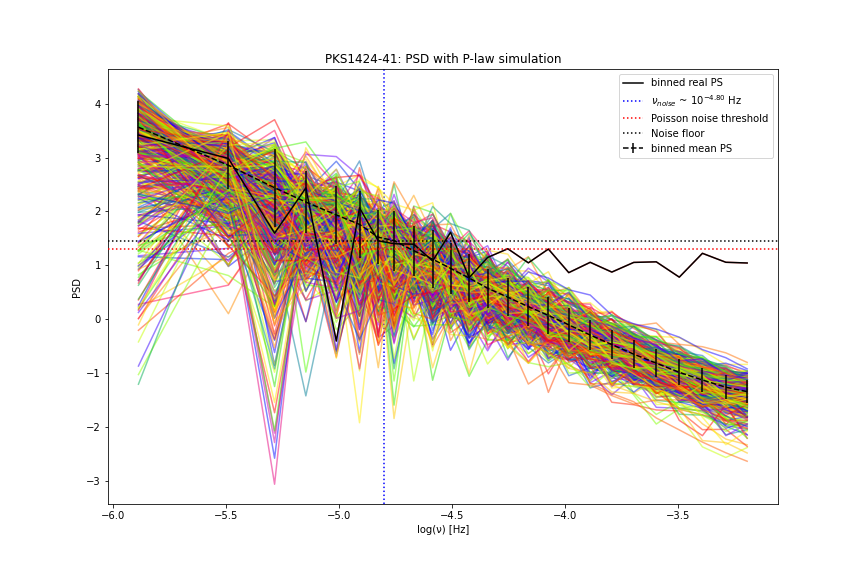 PKS1424-41: PSD with P-law simulation
binned real PS
ν_noise ~ 10^−4.80 Hz
Poisson noise threshold
Noise floor
binned mean PS
PSD
4
3
2
1
0
−1
−2
−3
−6.0 −5.5 −5.0 −4.5 −4.0 −3.5
log(ν) [Hz]